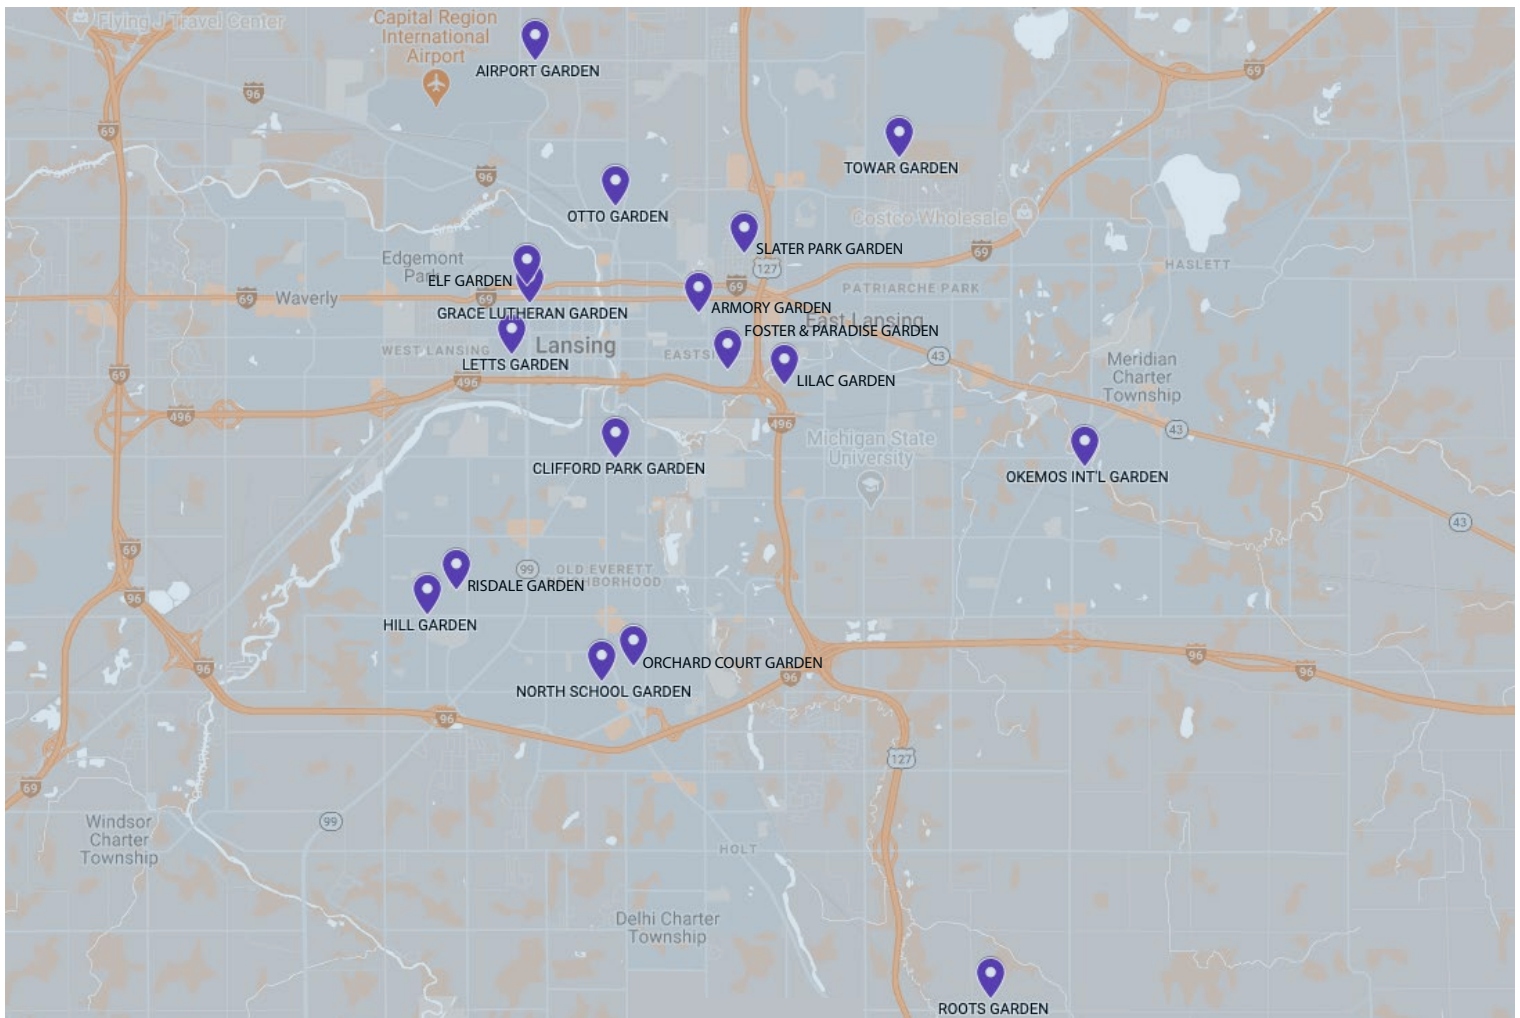 Flying J Travel Center
Capital Region
International
Airport
AIRPORT GARDEN
69
96
69
TOWAR GARDEN
96
OTTO GARDEN
Costco Wholesale
SLATER PARK GARDEN
Edgemont
Park
ELF GARDEN
127
69
HASLETT
69
Waverly
69
69
PATRIARCHE PARK
GRACE LUTHERAN GARDEN
ARMORY GARDEN
East Lansing
FOSTER & PARADISE GARDEN
WEST LANSING
Lansing
EASTSI
43
LETTS GARDEN
LILAC GARDEN
Meridian
Charter
Township
69
496
496
496
43
Michigan State
University
CLIFFORD PARK GARDEN
OKEMOS INT'L GARDEN
43
69
99
OLD EVERETT
NEIGHBORHOOD
RISDALE GARDEN
96
HILL GARDEN
ORCHARD COURT GARDEN
96
96
96
96
NORTH SCHOOL GARDEN
96
127
69
Windsor
Charter
Township
99
HOLT
Delhi Charter
Township
ROOTS GARDEN